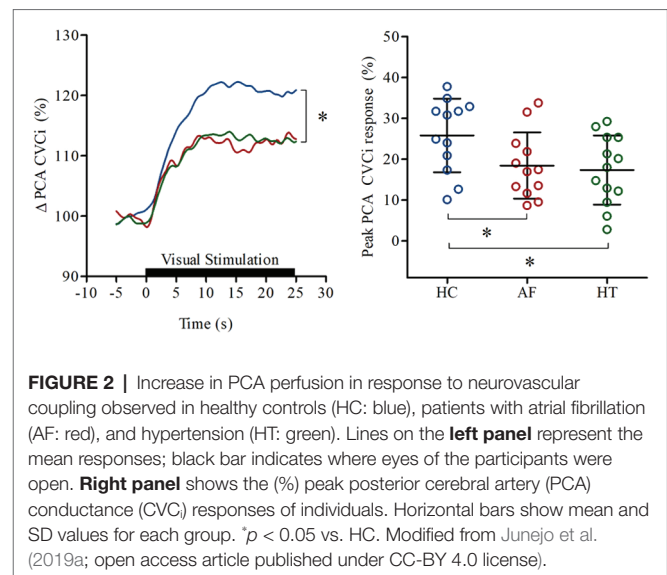 130
120
110
100
90
Δ PCA CVCi (%)
*
Visual Stimulation
-10 -5 0 5 10 15 20 25 30
Time (s)
50
40
30
20
10
0
Peak PCA CVCi response (%)
*
*
HC AF HT
FIGURE 2 | Increase in PCA perfusion in response to neurovascular
coupling observed in healthy controls (HC: blue), patients with atrial fibrillation
(AF: red), and hypertension (HT: green). Lines on the left panel represent the
mean responses; black bar indicates where eyes of the participants were
open. Right panel shows the (%) peak posterior cerebral artery (PCA)
conductance (CVCi) responses of individuals. Horizontal bars show mean and
SD values for each group. *p < 0.05 vs. HC. Modified from Junejo et al.
(2019a; open access article published under CC-BY 4.0 license).